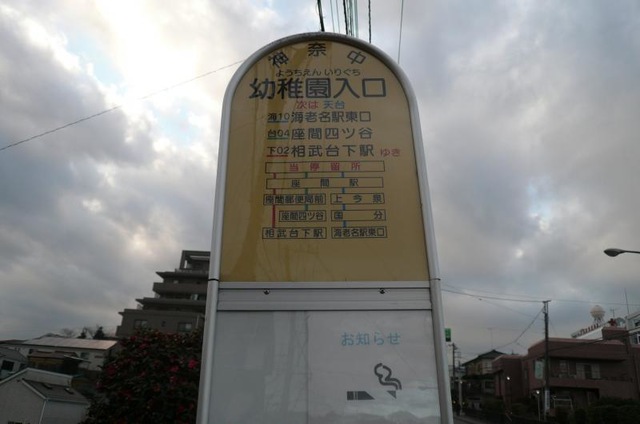 神奈中
ようちえんいりぐち
幼稚園入口
次は 天台
海10 海老名駅東口
台04 座間四ツ谷
下02 相武台下駅 ゆき
当停留所
座間駅
座間郵便局前 上今泉
座間四ツ谷 国分
相武台下駅 海老名駅東口
お知らせ